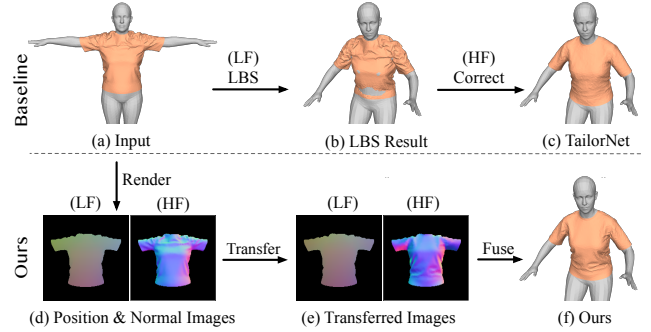 Baseline
(LF)
LBS
(HF)
Correct
(a) Input
(b) LBS Result
(c) TailorNet
Render
Ours
(LF)
(HF)
Transfer
(LF)
(HF)
Fuse
(d) Position & Normal Images
(e) Transferred Images
(f) Ours